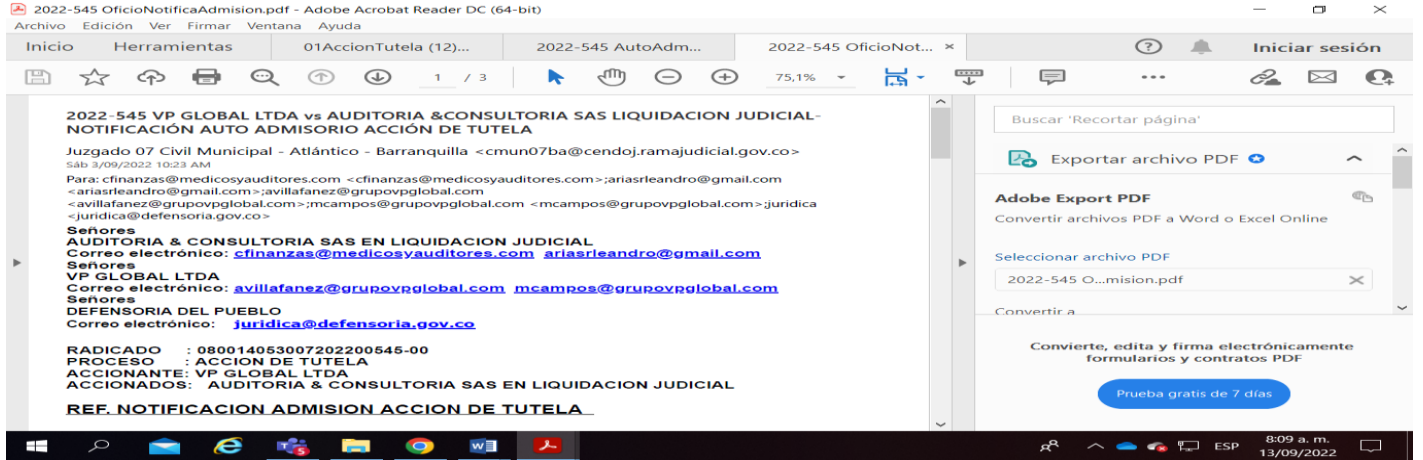 2022-545 OficioNotificaAdmision.pdf - Adobe Acrobat Reader DC (64-bit)
Archivo Edición Ver Firmar Ventana Ayuda
Inicio Herramientas 01AccionTutela (12)... 2022-545 AutoAdm... 2022-545 OficioNot... × Iniciar sesión
1 / 3 75,1%
2022-545 VP GLOBAL LTDA vs AUDITORIA &CONSULTORIA SAS LIQUIDACION JUDICIAL-
NOTIFICACIÓN AUTO ADMISORIO ACCIÓN DE TUTELA
Juzgado 07 Civil Municipal - Atlántico - Barranquilla <cmun07ba@cendoj.ramajudicial.gov.co>
Sáb 3/09/2022 10:23 AM
Para: cfinanzas@medicosyauditores.com <cfinanzas@medicosyauditores.com>;ariasrleandro@gmail.com
<ariasrleandro@gmail.com>;avillafanez@grupovpglobal.com
<avillafanez@grupovpglobal.com>;mcampos@grupovpglobal.com <mcampos@grupovpglobal.com>;juridica
<juridica@defensoria.gov.co>
Señores
AUDITORIA & CONSULTORIA SAS EN LIQUIDACION JUDICIAL
Correo electrónico: cfinanzas@medicosyauditores.com ariasrleandro@gmail.com
Señores
VP GLOBAL LTDA
Correo electrónico: avillafanez@grupovpglobal.com mcampos@grupovpglobal.com
Señores
DEFENSORIA DEL PUEBLO
Correo electrónico: juridica@defensoria.gov.co
RADICADO : 080014053007202200545-00
PROCESO : ACCION DE TUTELA
ACCIONANTE: VP GLOBAL LTDA
ACCIONADOS: AUDITORIA & CONSULTORIA SAS EN LIQUIDACION JUDICIAL
REF. NOTIFICACION ADMISION ACCION DE TUTELA
Buscar 'Recortar página'
Exportar archivo PDF
Adobe Export PDF
Convertir archivos PDF a Word o Excel Online
Seleccionar archivo PDF
2022-545 O...mision.pdf
Convertir a
Convierte, edita y firma electrónicamente
formularios y contratos PDF
Prueba gratis de 7 días
ESP
8:09 a. m.
13/09/2022